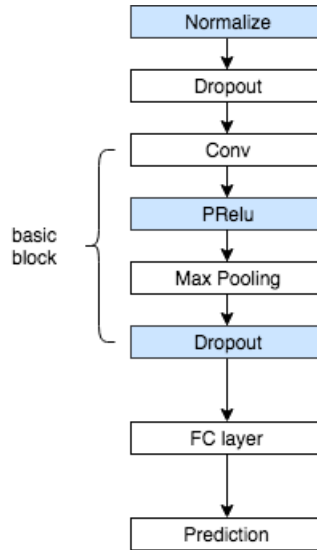 Normalize
Dropout
Conv
PRelu
basic
block
Max Pooling
Dropout
FC layer
Prediction